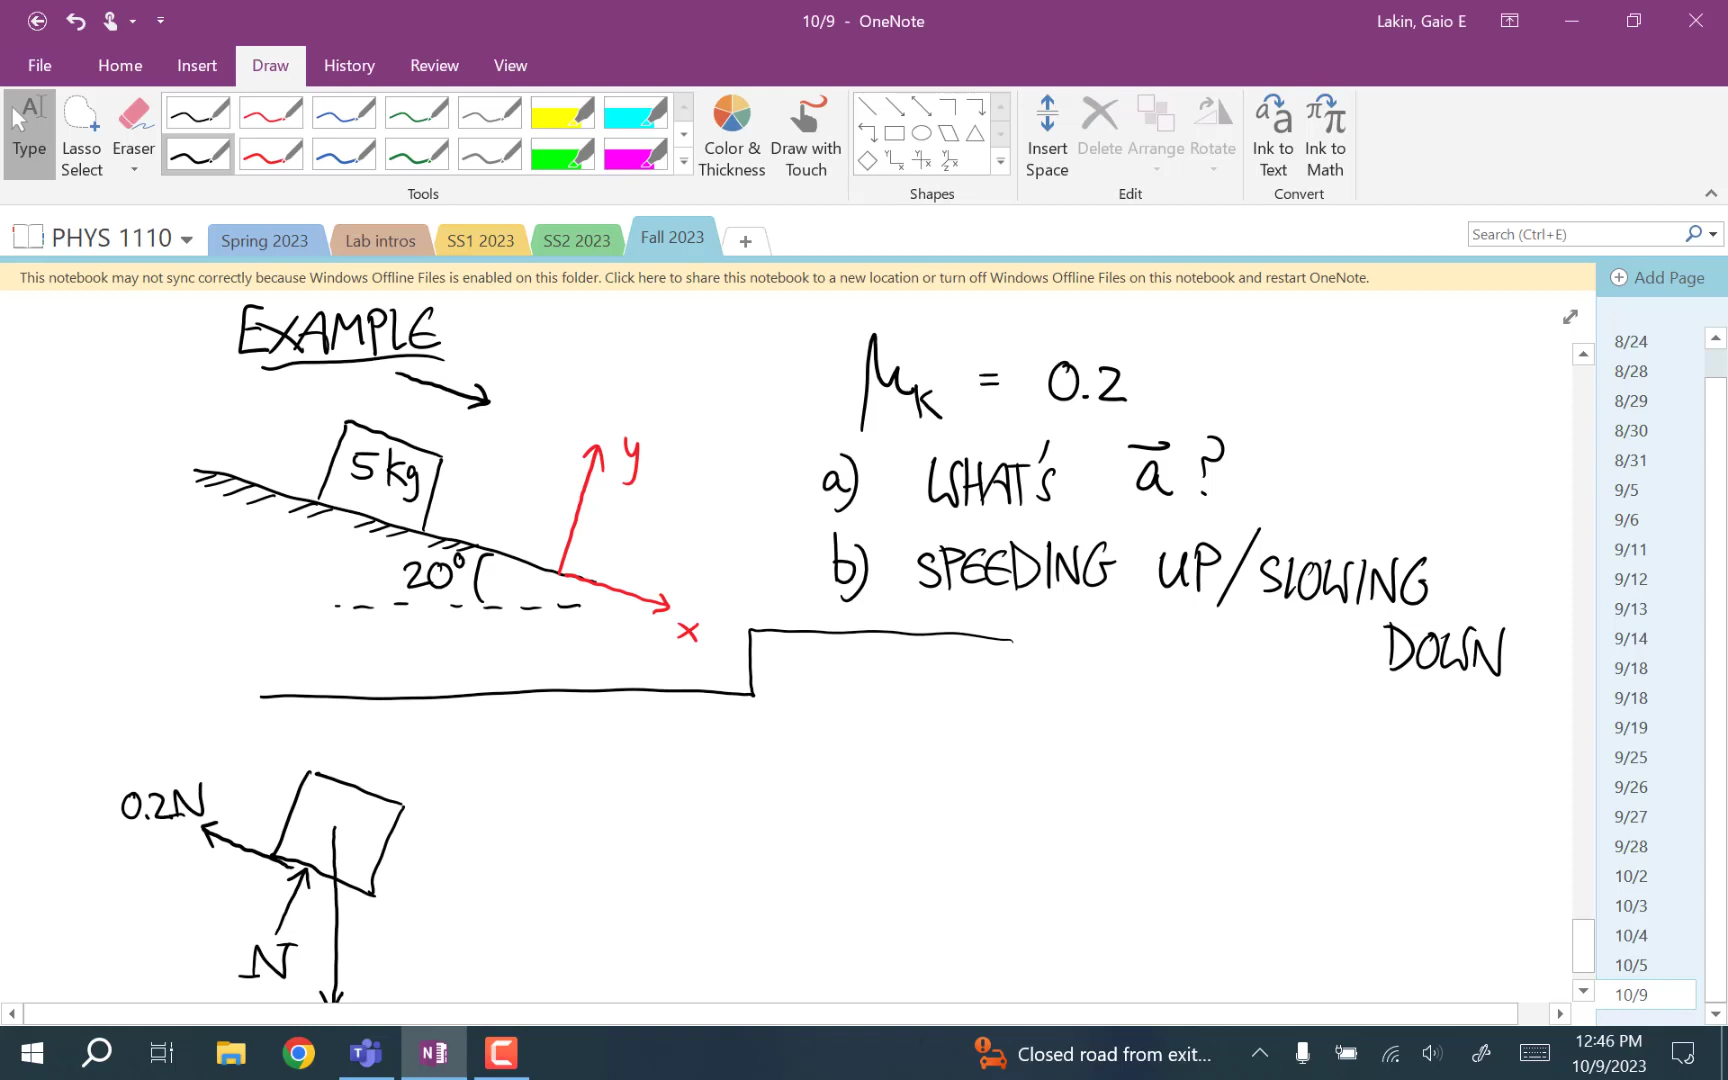 10/9 - OneNote
Lakin, Gaio E
File Home Insert Draw History Review View
Type
Lasso Select
Eraser
Color & Thickness
Draw with Touch
Insert Space
Delete
Arrange
Rotate
Ink to Text
Ink to Math
Tools Shapes Edit Convert
PHYS 1110
Spring 2023 Lab intros SS1 2023 SS2 2023 Fall 2023
Search (Ctrl+E)
This notebook may not sync correctly because Windows Offline Files is enabled on this folder. Click here to share this notebook to a new location or turn off Windows Offline Files on this notebook and restart OneNote.
Add Page
EXAMPLE
5 kg
20°
y
x
μK = 0.2
a) WHAT'S a⃗ ?
b) SPEEDING UP/SLOWING
DOWN
0.2N
N
8/24
8/28
8/29
8/30
8/31
9/5
9/6
9/11
9/12
9/13
9/14
9/18
9/18
9/19
9/25
9/26
9/27
9/28
10/2
10/3
10/4
10/5
10/9
Closed road from exit...
12:46 PM
10/9/2023